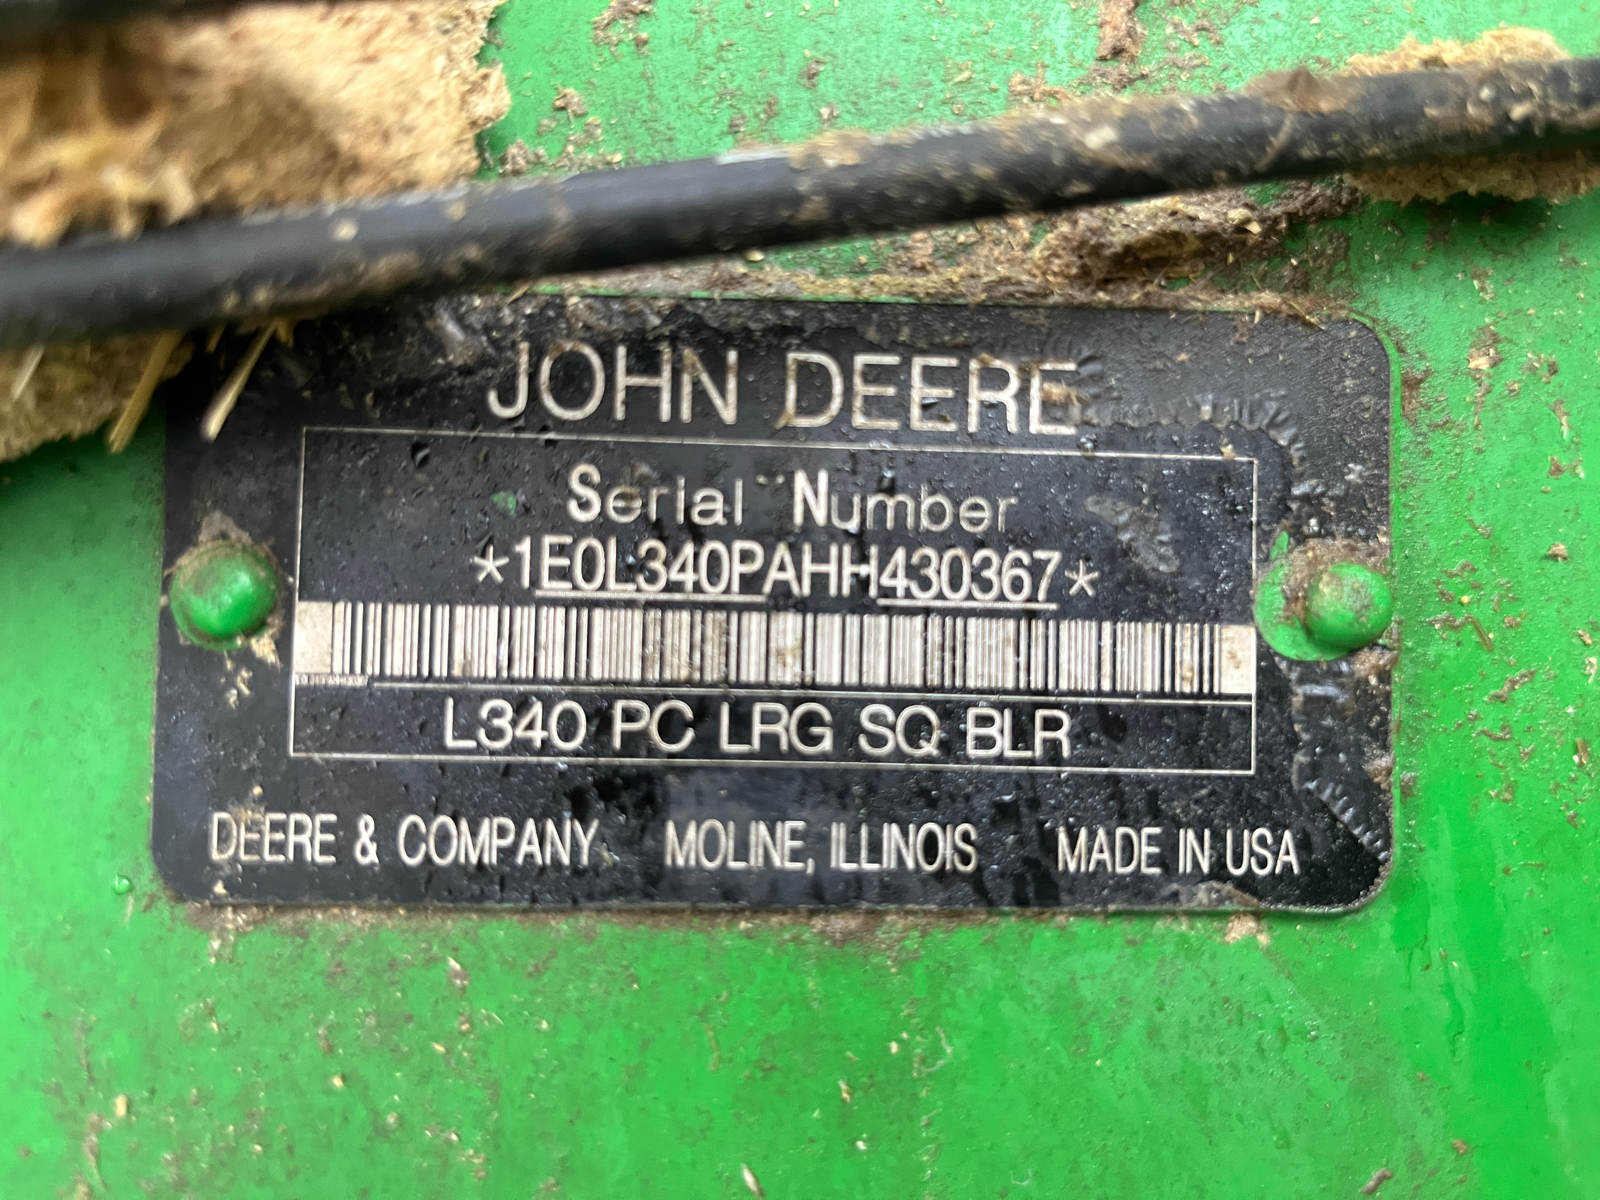 JOHN DEERE
Serial Number
*1E0L340PAHH430367*
L340 PC LRG SQ BLR
DEERE & COMPANY MOLINE, ILLINOIS MADE IN USA